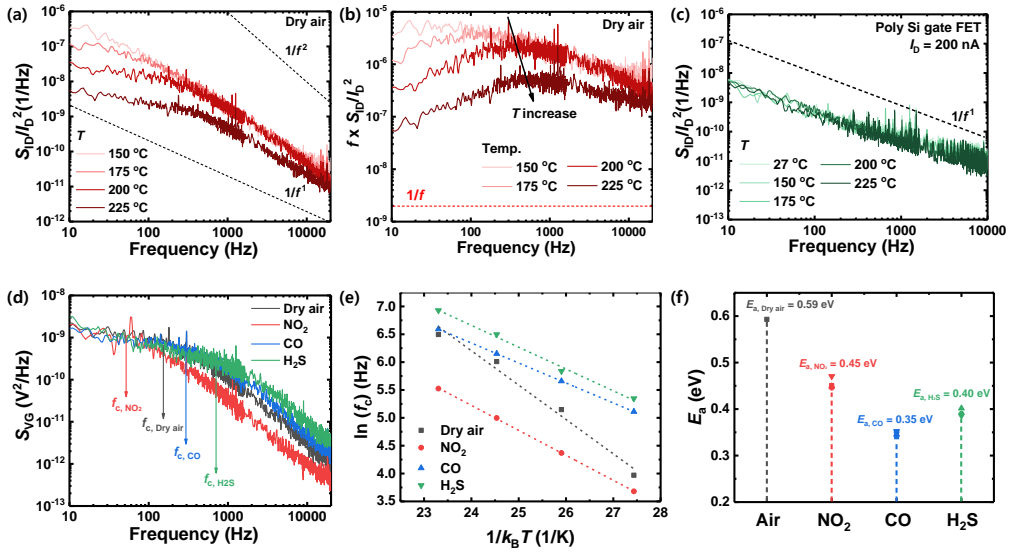 (a)
Dry air
S_ID/I_D^2 (1/Hz)
10^-3
10^-4
10^-5
10^-6
10^-7
10^-8
10^-9
10^-10
10^-11
10^-12
1/f^2
1/f^1
T
150 °C
175 °C
200 °C
225 °C
10 100 1000 10000
Frequency (Hz)
(b)
Dry air
f x S_ID/I_D^2
10^-5
10^-6
10^-7
10^-8
10^-9
T increase
Temp.
150 °C 200 °C
175 °C 225 °C
1/f
10 100 1000 10000
Frequency (Hz)
(c)
Poly Si gate FET
I_D = 200 nA
S_ID/I_D^2 (1/Hz)
10^-6
10^-7
10^-8
10^-9
10^-10
10^-11
10^-12
10^-13
1/f^1
T
27 °C 200 °C
150 °C 225 °C
175 °C
10 100 1000 10000
Frequency (Hz)
(d)
S_VG (V^2/Hz)
10^-8
10^-9
10^-10
10^-11
10^-12
10^-13
Dry air
NO_2
CO
H_2S
f_c, NO_2
f_c, Dry air
f_c, CO
f_c, H2S
10 100 1000 10000
Frequency (Hz)
(e)
ln (f_c) (Hz)
7.0
6.5
6.0
5.5
5.0
4.5
4.0
3.5
Dry air
NO_2
CO
H_2S
23 24 25 26 27 28
1/k_BT (1/K)
(f)
E_a (eV)
0.6
0.5
0.4
0.3
0.2
E_a, Dry air = 0.59 eV
E_a, NO_2 = 0.45 eV
E_a, CO = 0.35 eV
E_a, H_2S = 0.40 eV
Air NO_2 CO H_2S